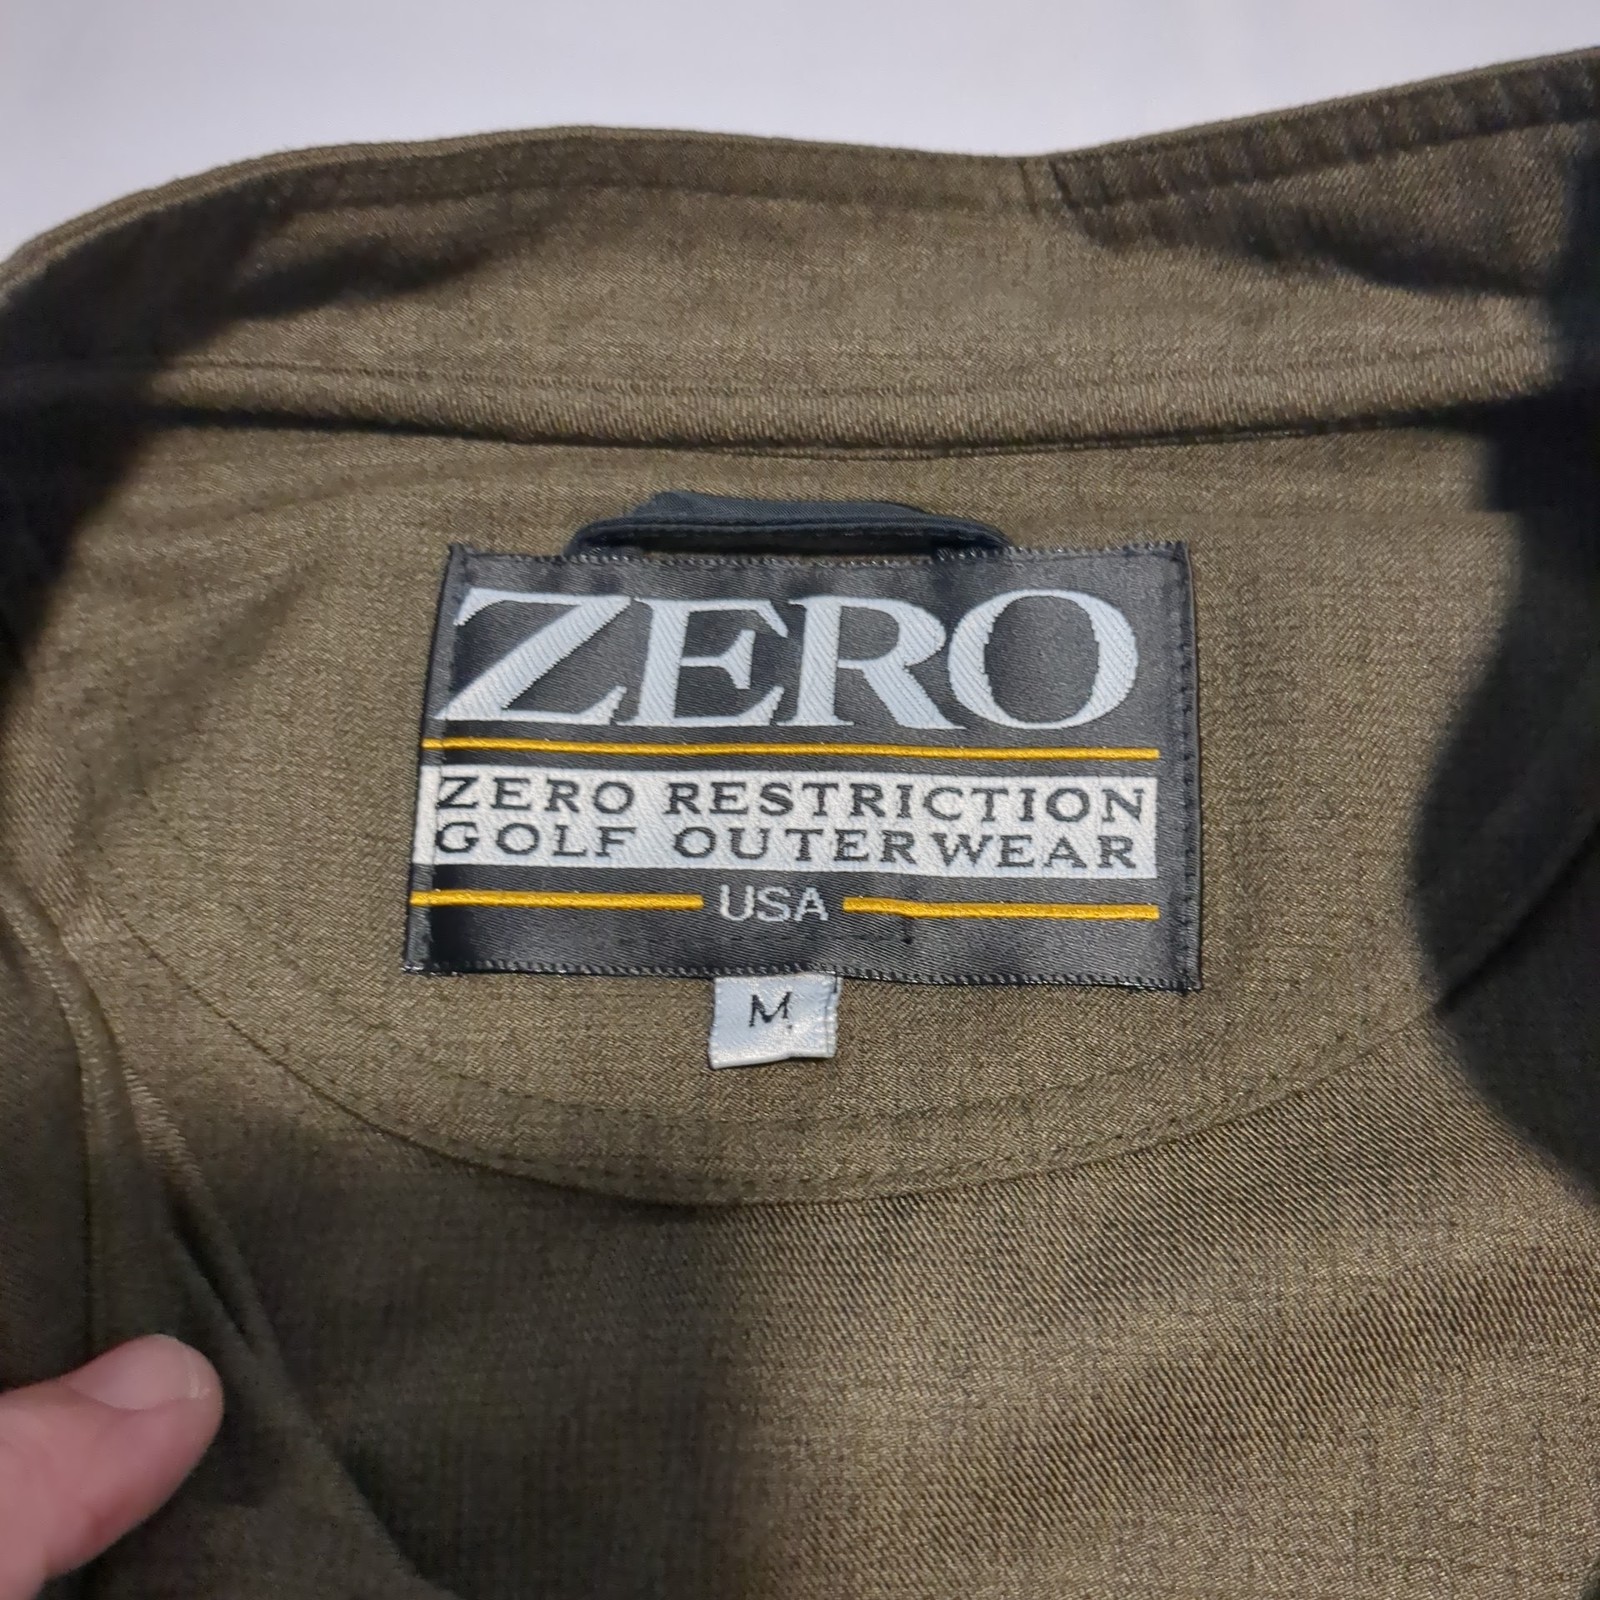 ZERO
ZERO RESTRICTION
GOLF OUTERWEAR
USA
M